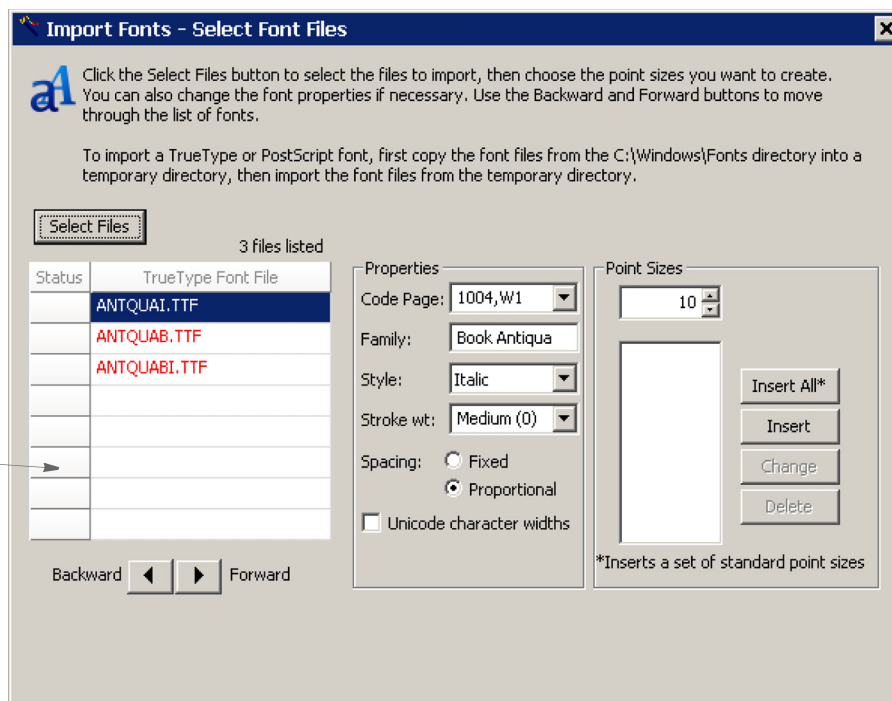 Import Fonts - Select Font Files
Click the Select Files button to select the files to import, then choose the point sizes you want to create.
You can also change the font properties if necessary. Use the Backward and Forward buttons to move
through the list of fonts.
To import a TrueType or PostScript font, first copy the font files from the C:\Windows\Fonts directory into a
temporary directory, then import the font files from the temporary directory.
Select Files
3 files listed
Status TrueType Font File
ANTQUAI.TTF
ANTQUAB.TTF
ANTQUABI.TTF
Backward Forward
Properties
Code Page: 1004,W1
Family: Book Antiqua
Style: Italic
Stroke wt: Medium (0)
Spacing: Fixed
Proportional
Unicode character widths
Point Sizes
10
Insert All*
Insert
Change
Delete
*Inserts a set of standard point sizes